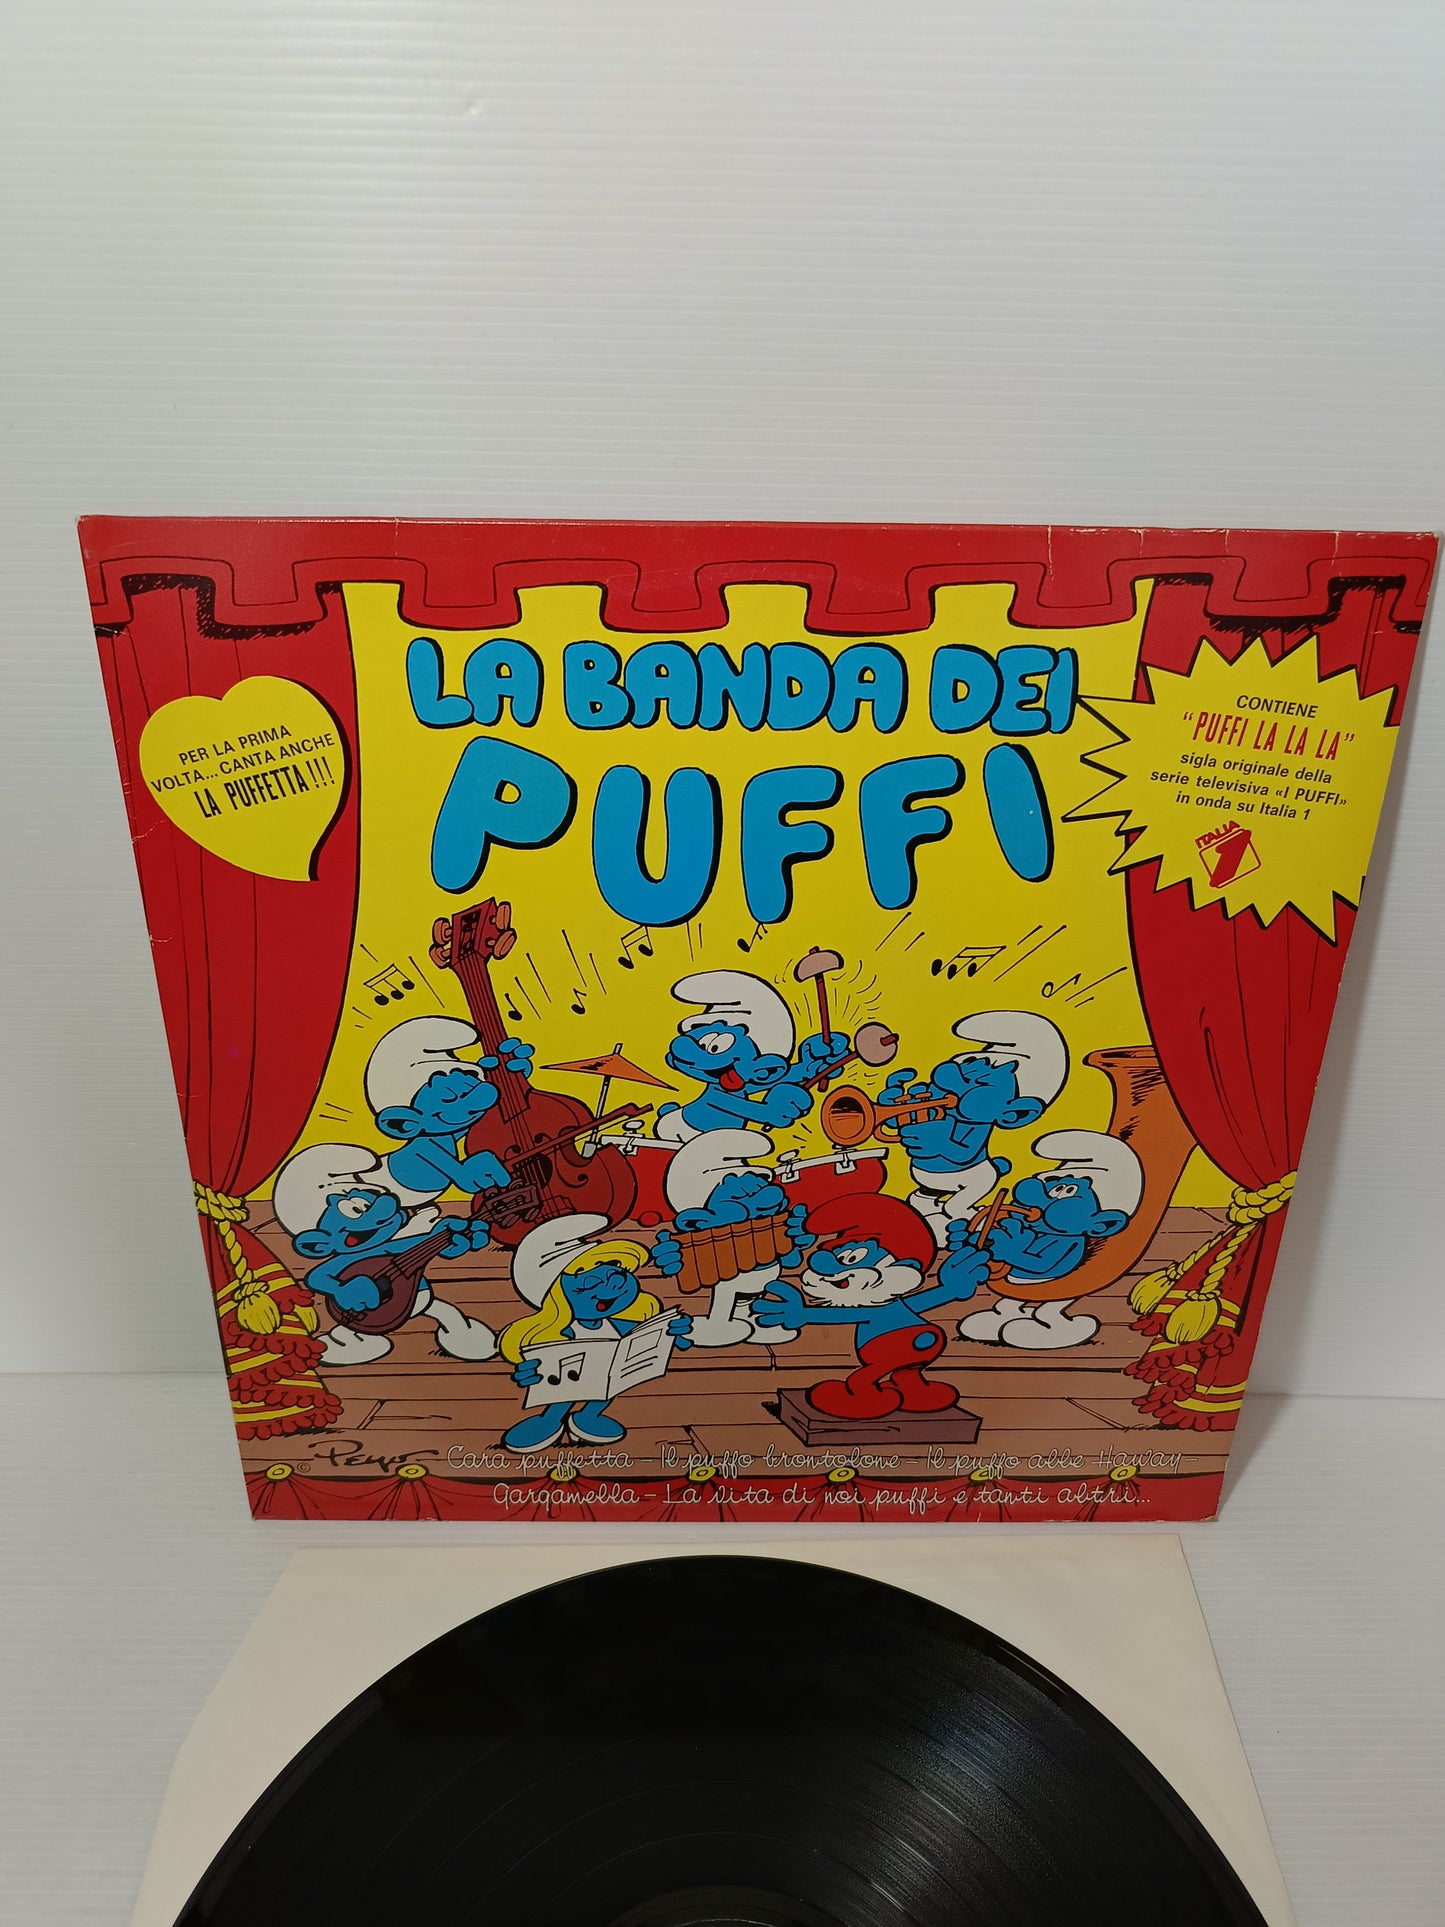 LA BANDA DEI
PUFFI
PER LA PRIMA
VOLTA...CANTA ANCHE
LA PUFFETTA!!!
CONTIENE
"PUFFI LA LA LA"
sigla originale della
serie televisiva «I PUFFI»
in onda su Italia 1
ITALIA
1
© Peyo
Cara puffetta - Il puffo brontolone - Il puffo abbe Haway -
Gargamella - La vita di noi puffi e tanti altri...